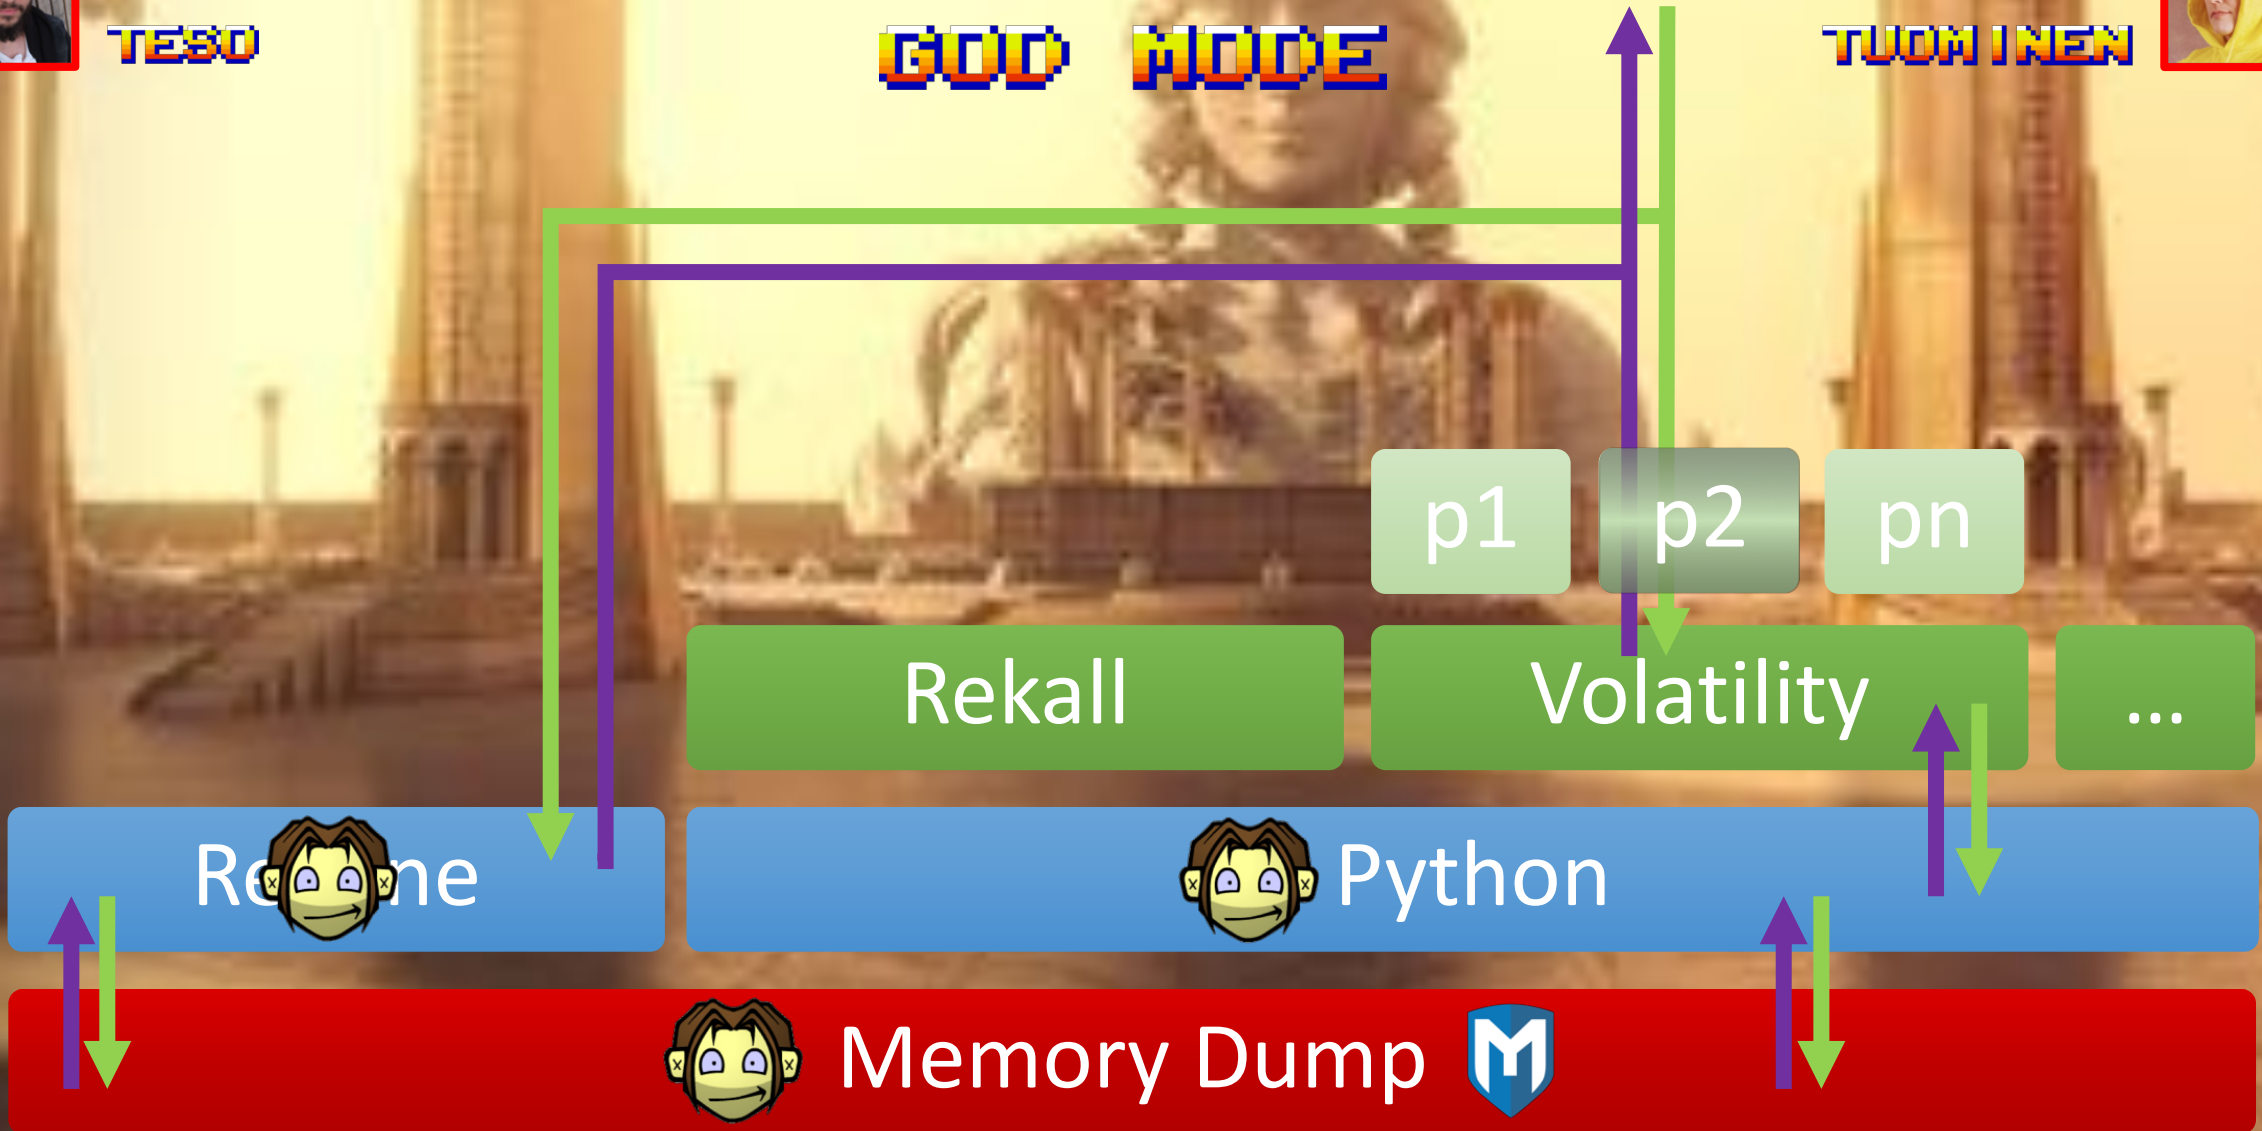 TESO
GOD MODE
TUOMINEN
p1
p2
pn
Rekall
Volatility
...
Python
Memory Dump
M